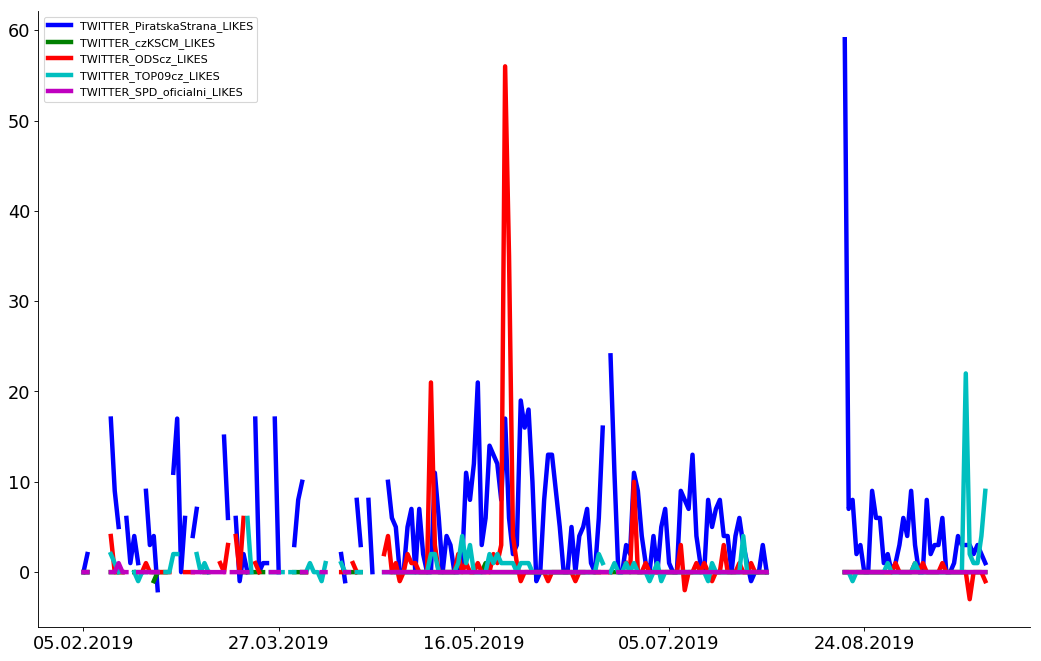 TWITTER_PiratskaStrana_LIKES
TWITTER_czKSCM_LIKES
TWITTER_ODScz_LIKES
TWITTER_TOP09cz_LIKES
TWITTER_SPD_oficialni_LIKES
60
50
40
30
20
10
0
05.02.2019 27.03.2019 16.05.2019 05.07.2019 24.08.2019